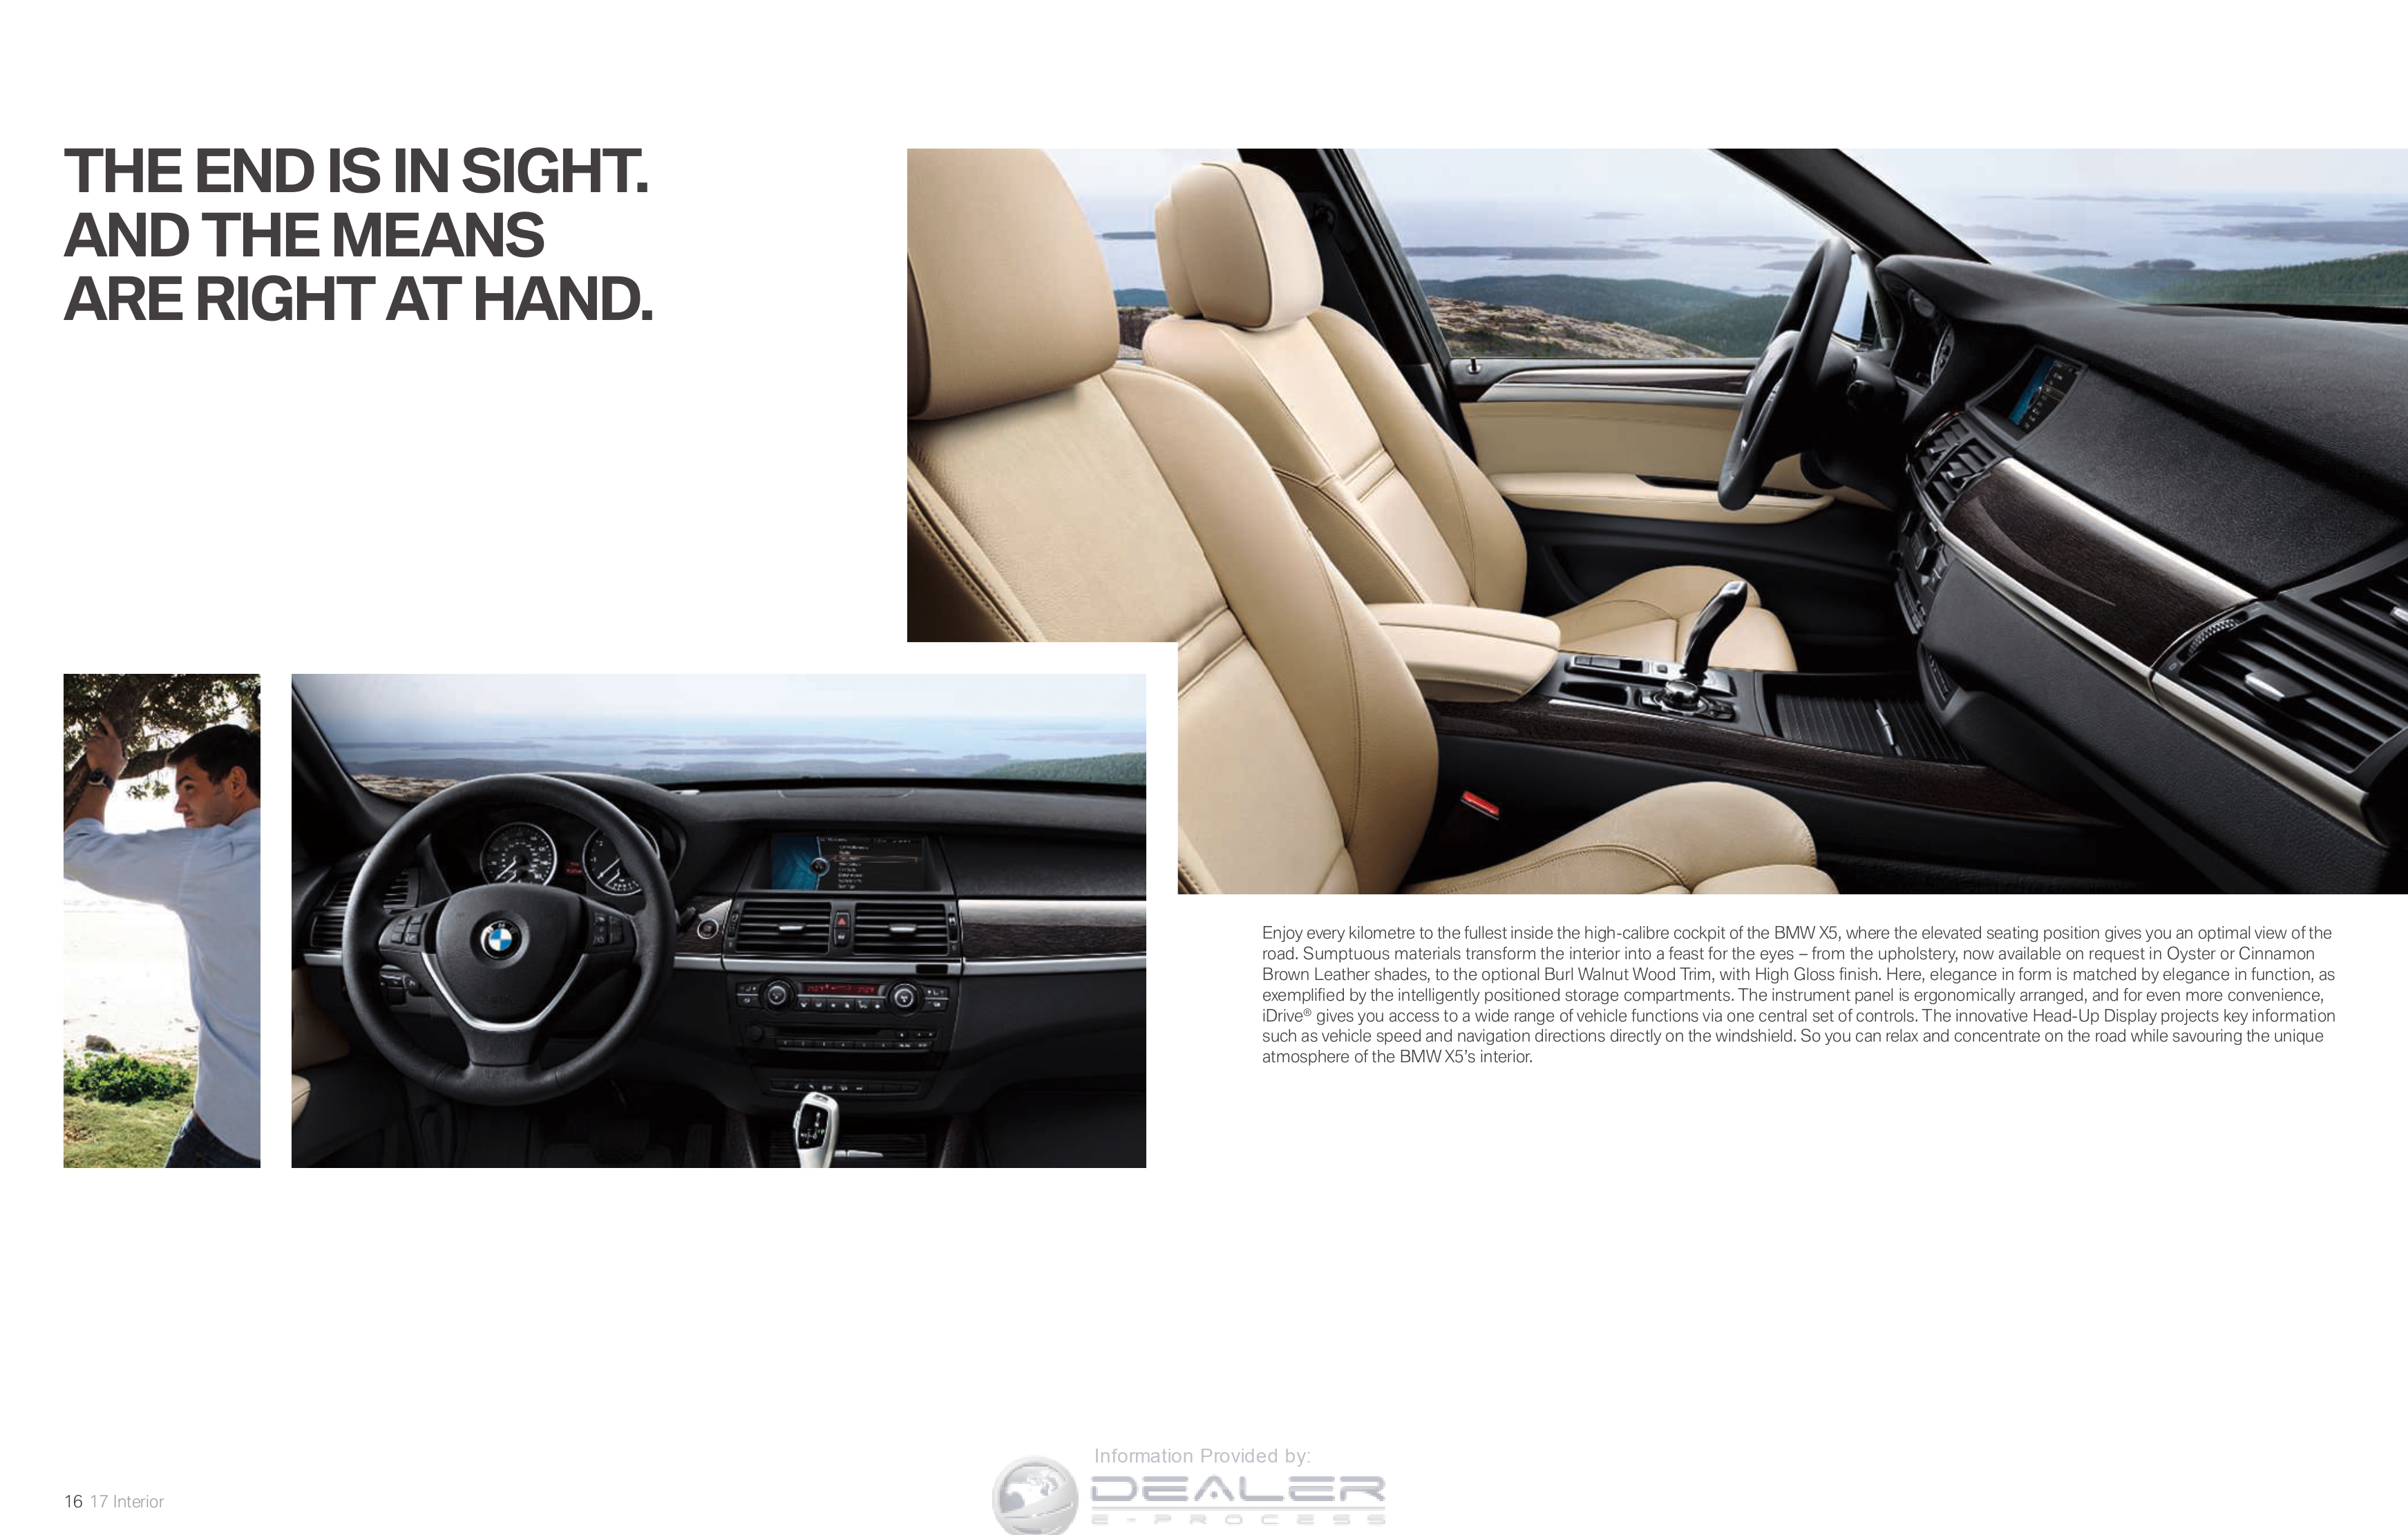 THE END IS IN SIGHT.
AND THE MEANS
ARE RIGHT AT HAND.
Enjoy every kilometre to the fullest inside the high-calibre cockpit of the BMW X5, where the elevated seating position gives you an optimal view of the
road. Sumptuous materials transform the interior into a feast for the eyes – from the upholstery, now available on request in Oyster or Cinnamon
Brown Leather shades, to the optional Burl Walnut Wood Trim, with High Gloss finish. Here, elegance in form is matched by elegance in function, as
exemplified by the intelligently positioned storage compartments. The instrument panel is ergonomically arranged, and for even more convenience,
iDrive® gives you access to a wide range of vehicle functions via one central set of controls. The innovative Head-Up Display projects key information
such as vehicle speed and navigation directions directly on the windshield. So you can relax and concentrate on the road while savouring the unique
atmosphere of the BMW X5’s interior.
16 17 Interior
Information Provided by:
DEALER
E-PROCESS